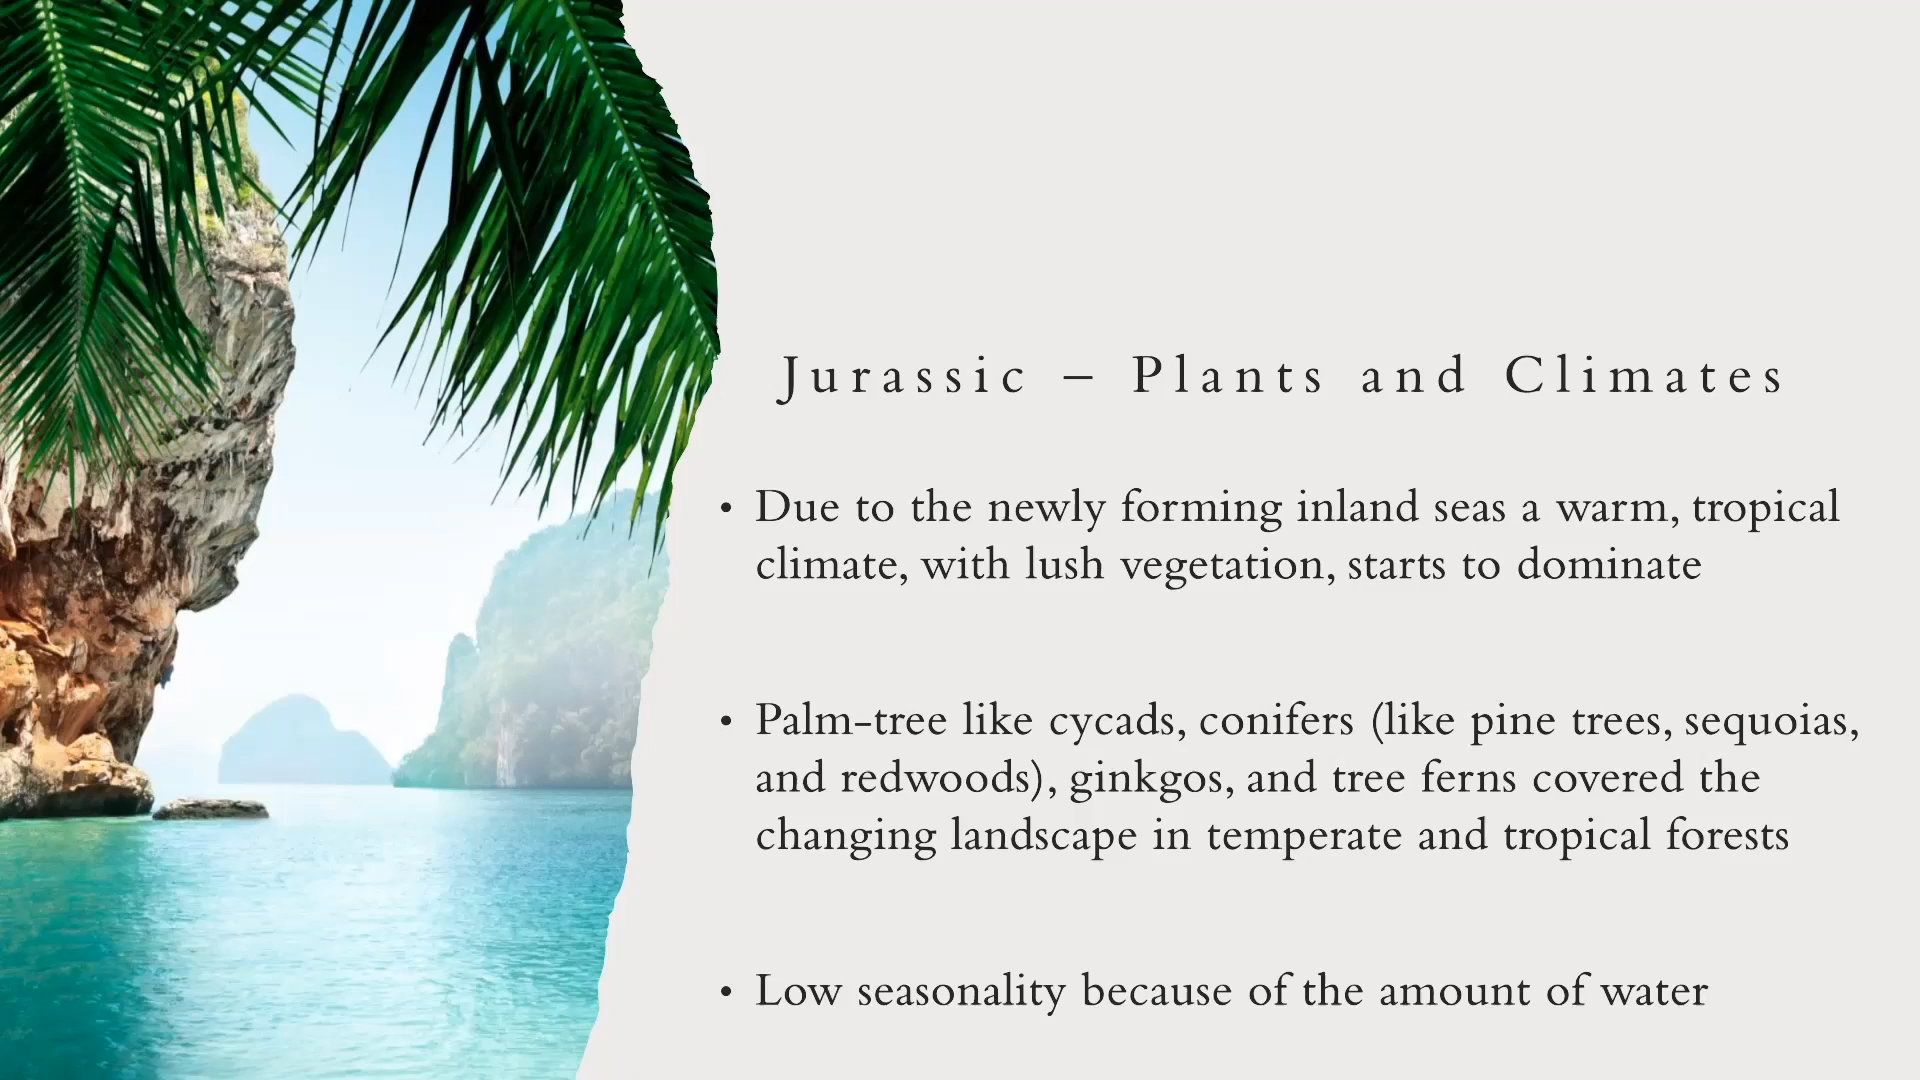 Jurassic – Plants and Climates
• Due to the newly forming inland seas a warm, tropical
climate, with lush vegetation, starts to dominate
• Palm-tree like cycads, conifers (like pine trees, sequoias,
and redwoods), ginkgos, and tree ferns covered the
changing landscape in temperate and tropical forests
• Low seasonality because of the amount of water